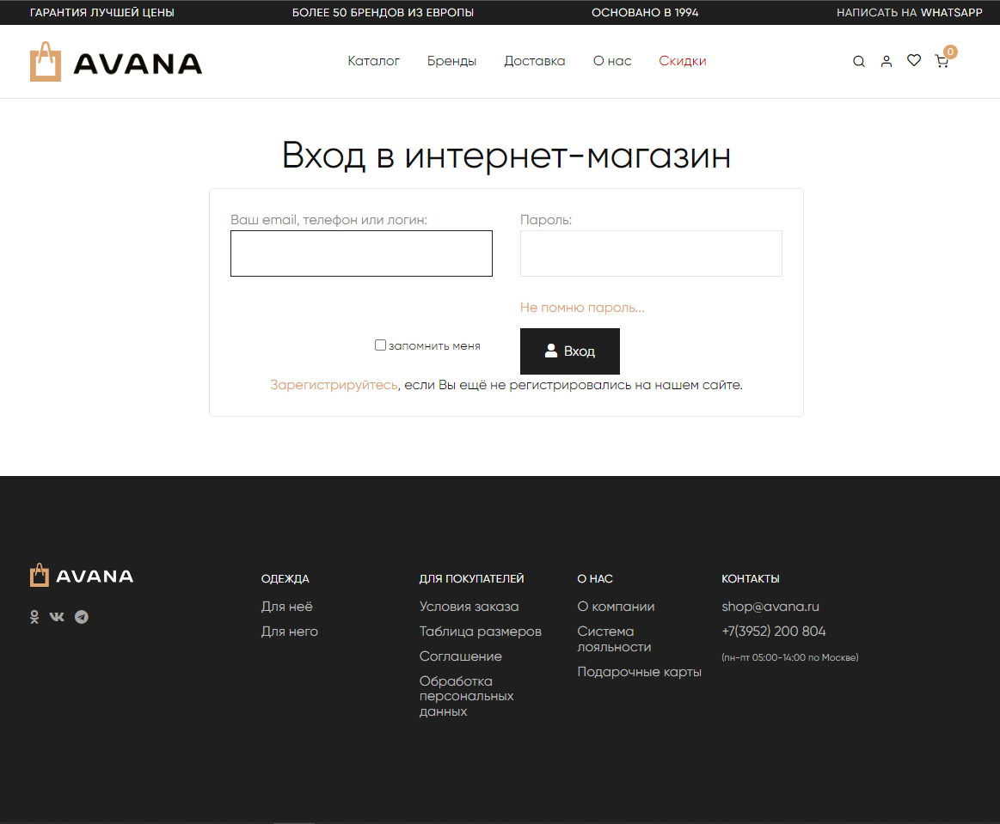 ГАРАНТИЯ ЛУЧШЕЙ ЦЕНЫ
БОЛЕЕ 50 БРЕНДОВ ИЗ ЕВРОПЫ
ОСНОВАНО В 1994
НАПИСАТЬ НА WHATSAPP
AVANA
Каталог
Бренды
Доставка
О нас
Скидки
0
Вход в интернет-магазин
Ваш email, телефон или логин:
Пароль:
Не помню пароль...
запомнить меня
Вход
Зарегистрируйтесь, если Вы ещё не регистрировались на нашем сайте.
AVANA
ОДЕЖДА
Для неё
Для него
ДЛЯ ПОКУПАТЕЛЕЙ
Условия заказа
Таблица размеров
Соглашение
Обработка
персональных
данных
О НАС
О компании
Система
лояльности
Подарочные карты
КОНТАКТЫ
shop@avana.ru
+7(3952) 200 804
(пн-пт 05:00-14:00 по Москве)